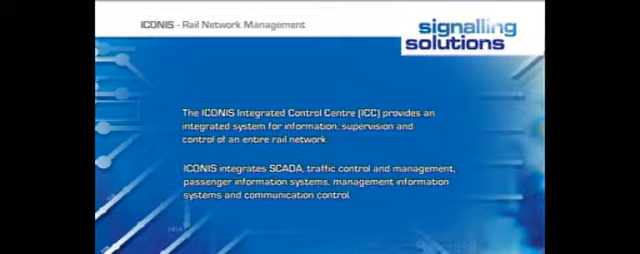 ICONIS - Rail Network Management
signalling
solutions
The ICONIS Integrated Control Centre (ICC) provides an
integrated system for information, supervision and
control of an entire rail network.
ICONIS integrates SCADA, traffic control and management,
passenger information systems, management information
systems and communication control.